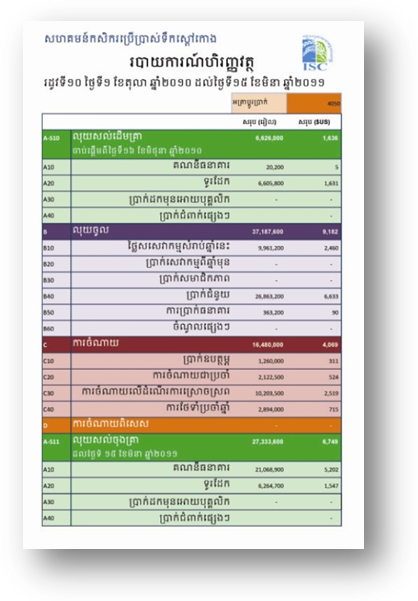 សហគមន៍កសិករប្រើប្រាស់ទឹកស្តៅកោង
ISC
របាយការណ៍ហិរញ្ញវត្ថុ
រដូវទី១០ ថ្ងៃទី១ ខែតុលា ឆ្នាំ២០១០ ដល់ថ្ងៃទី១៥ ខែមិនា ឆ្នាំ២០១១
អត្រាប្តូរប្រាក់ 4050
សរុប (រៀល) សរុប ($US)
A-S10 លុយសល់ដើមគ្រា 6,626,000 1,636
ចាប់ផ្តើមពីថ្ងៃទី១៦ ខែមិថុនា ឆ្នាំ២០១០
A10 គណនីធនាគារ 20,200 5
A20 ទូរដែក 6,605,800 1,631
A30 ប្រាក់ដកមុនអោយបុគ្គលិក - -
A40 ប្រាក់ជំពាក់ផ្សេងៗ - -
B លុយចូល 37,187,600 9,182
B10 ថ្លៃសេវាកម្មសំរាប់ឆ្នាំនេះ 9,961,200 2,460
B20 ប្រាក់សេវាកម្មពីឆ្នាំមុន - -
B30 ប្រាក់សមាជិកភាព - -
B40 ប្រាក់ជំនួយ 26,863,200 6,633
B50 ការប្រាក់ធនាគារ 363,200 90
B60 ចំណូលផ្សេងៗ - -
C ការចំណាយ 16,480,000 4,069
C10 ប្រាក់ឧបត្ថម្ភ 1,260,000 311
C20 ការចំណាយជាប្រចាំ 2,122,500 524
C30 ការចំណាយលើដំណើរការស្រោចស្រព 10,203,500 2,519
C40 ការថែទាំប្រចាំឆ្នាំ 2,894,000 715
D ការចំណាយពិសេស - -
A-S11 លុយសល់ចុងគ្រា 27,333,600 6,749
ដល់ថ្ងៃទី ១៥ ខែមិនា ឆ្នាំ២០១១
A10 គណនីធនាគារ 21,068,900 5,202
A20 ទូរដែក 6,264,700 1,547
A30 ប្រាក់ដកមុនអោយបុគ្គលិក - -
A40 ប្រាក់ជំពាក់ផ្សេងៗ - -